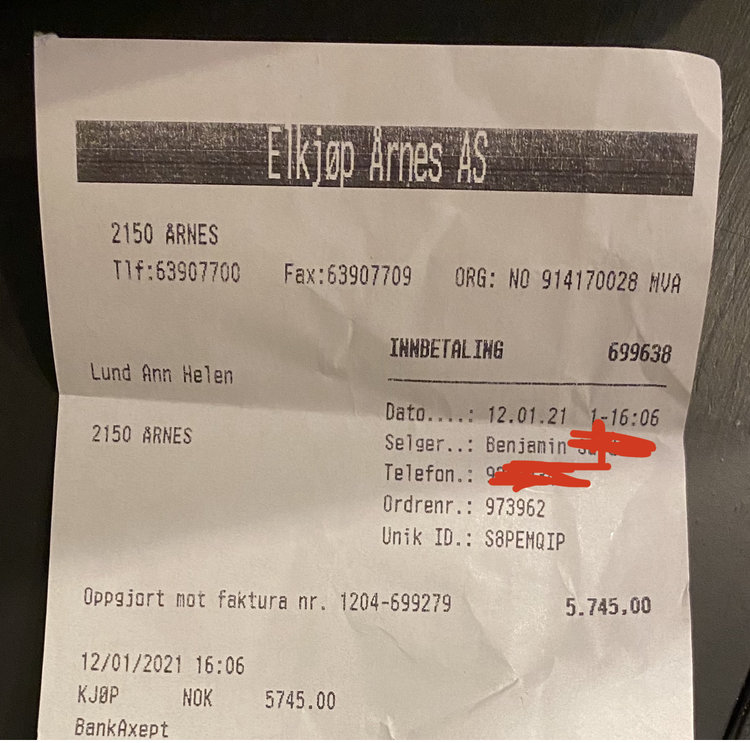 Elkjøp Årnes AS
2150 ÅRNES
Tlf:63907700 Fax:63907709 ORG: NO 914170028 MVA
INNBETALING 699638
Lund Ann Helen
Dato....: 12.01.21 1-16:06
2150 ÅRNES
Selger..: Benjamin
Telefon.:
Ordrenr.: 973962
Unik ID.: S8PEMQIP
Oppgjort mot faktura nr. 1204-699279 5.745,00
12/01/2021 16:06
KJØP NOK 5745.00
BankAxept